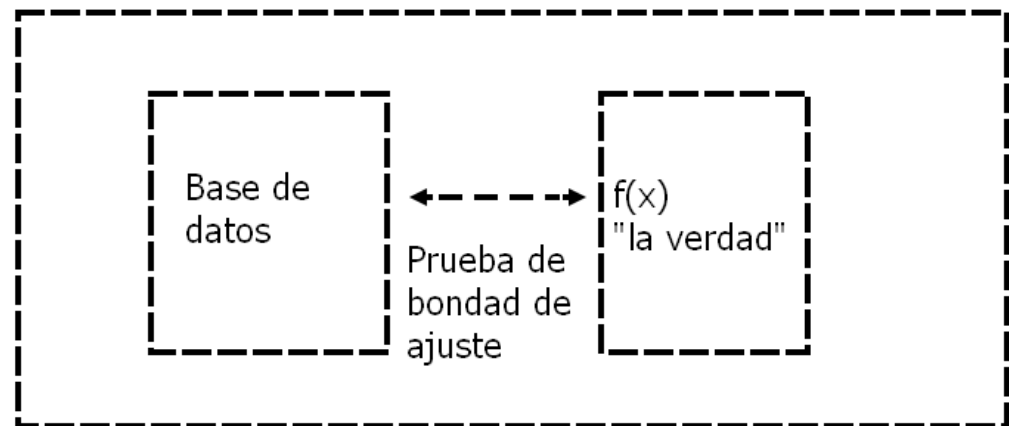 Base de
datos
Prueba de
bondad de
ajuste
f(x)
"la verdad"